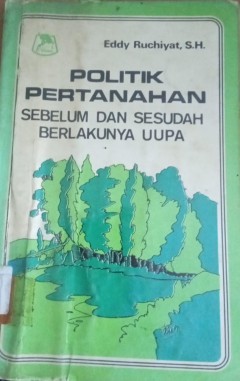 Eddy Ruchiyat, S.H.
POLITIK
PERTANAHAN
SEBELUM DAN SESUDAH
BERLAKUNYA UUPA